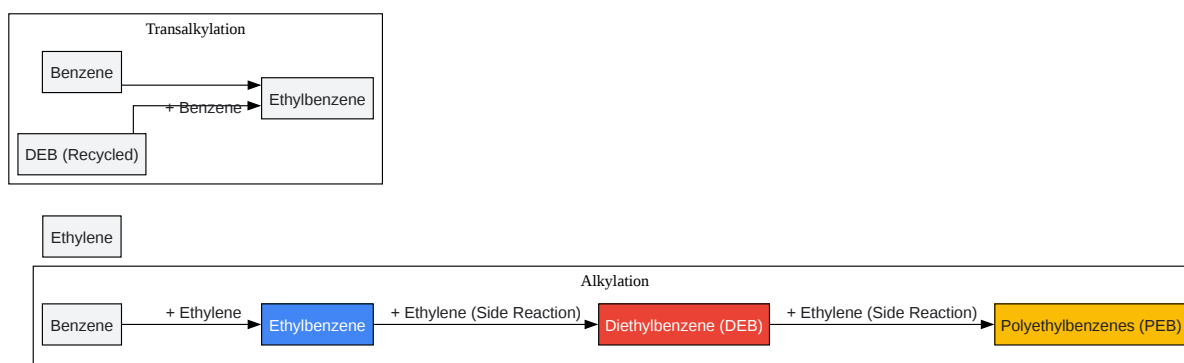 Transalkylation
Benzene
Ethylbenzene
+ Benzene
DEB (Recycled)
Ethylene
Alkylation
Benzene
+ Ethylene
Ethylbenzene
+ Ethylene (Side Reaction)
Diethylbenzene (DEB)
+ Ethylene (Side Reaction)
Polyethylbenzenes (PEB)